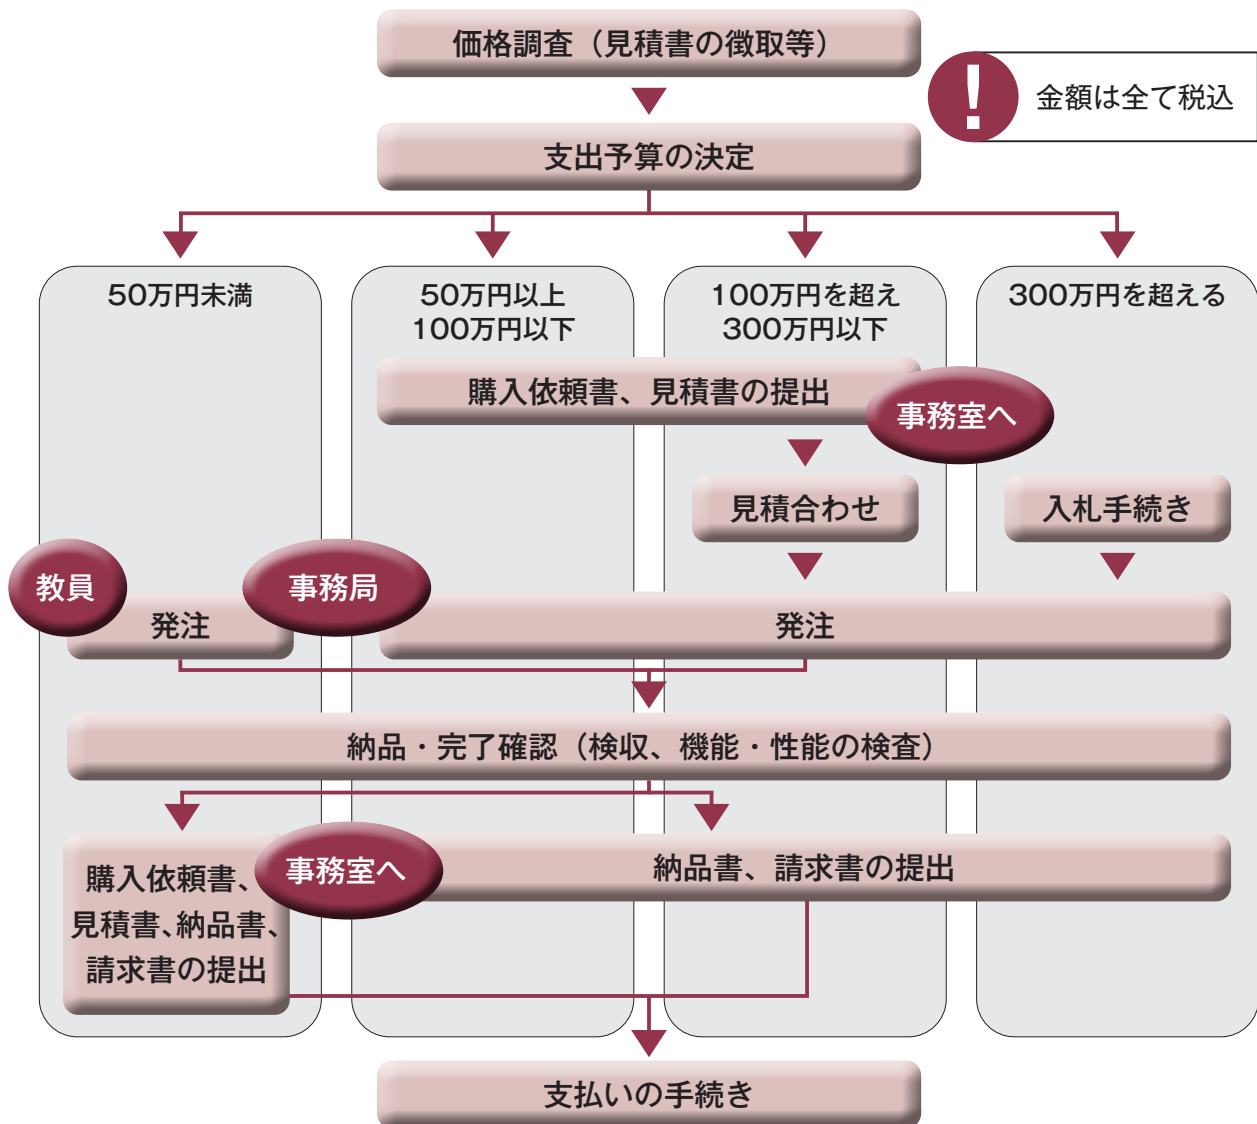 価格調査（見積書の徴取等）
!
金額は全て税込
支出予算の決定
50万円未満
50万円以上
100万円以下
100万円を超え
300万円以下
300万円を超える
購入依頼書、見積書の提出
事務室へ
見積合わせ
入札手続き
教員
発注
事務局
発注
納品・完了確認（検収、機能・性能の検査）
購入依頼書、
見積書、納品書、
請求書の提出
事務室へ
納品書、請求書の提出
支払いの手続き